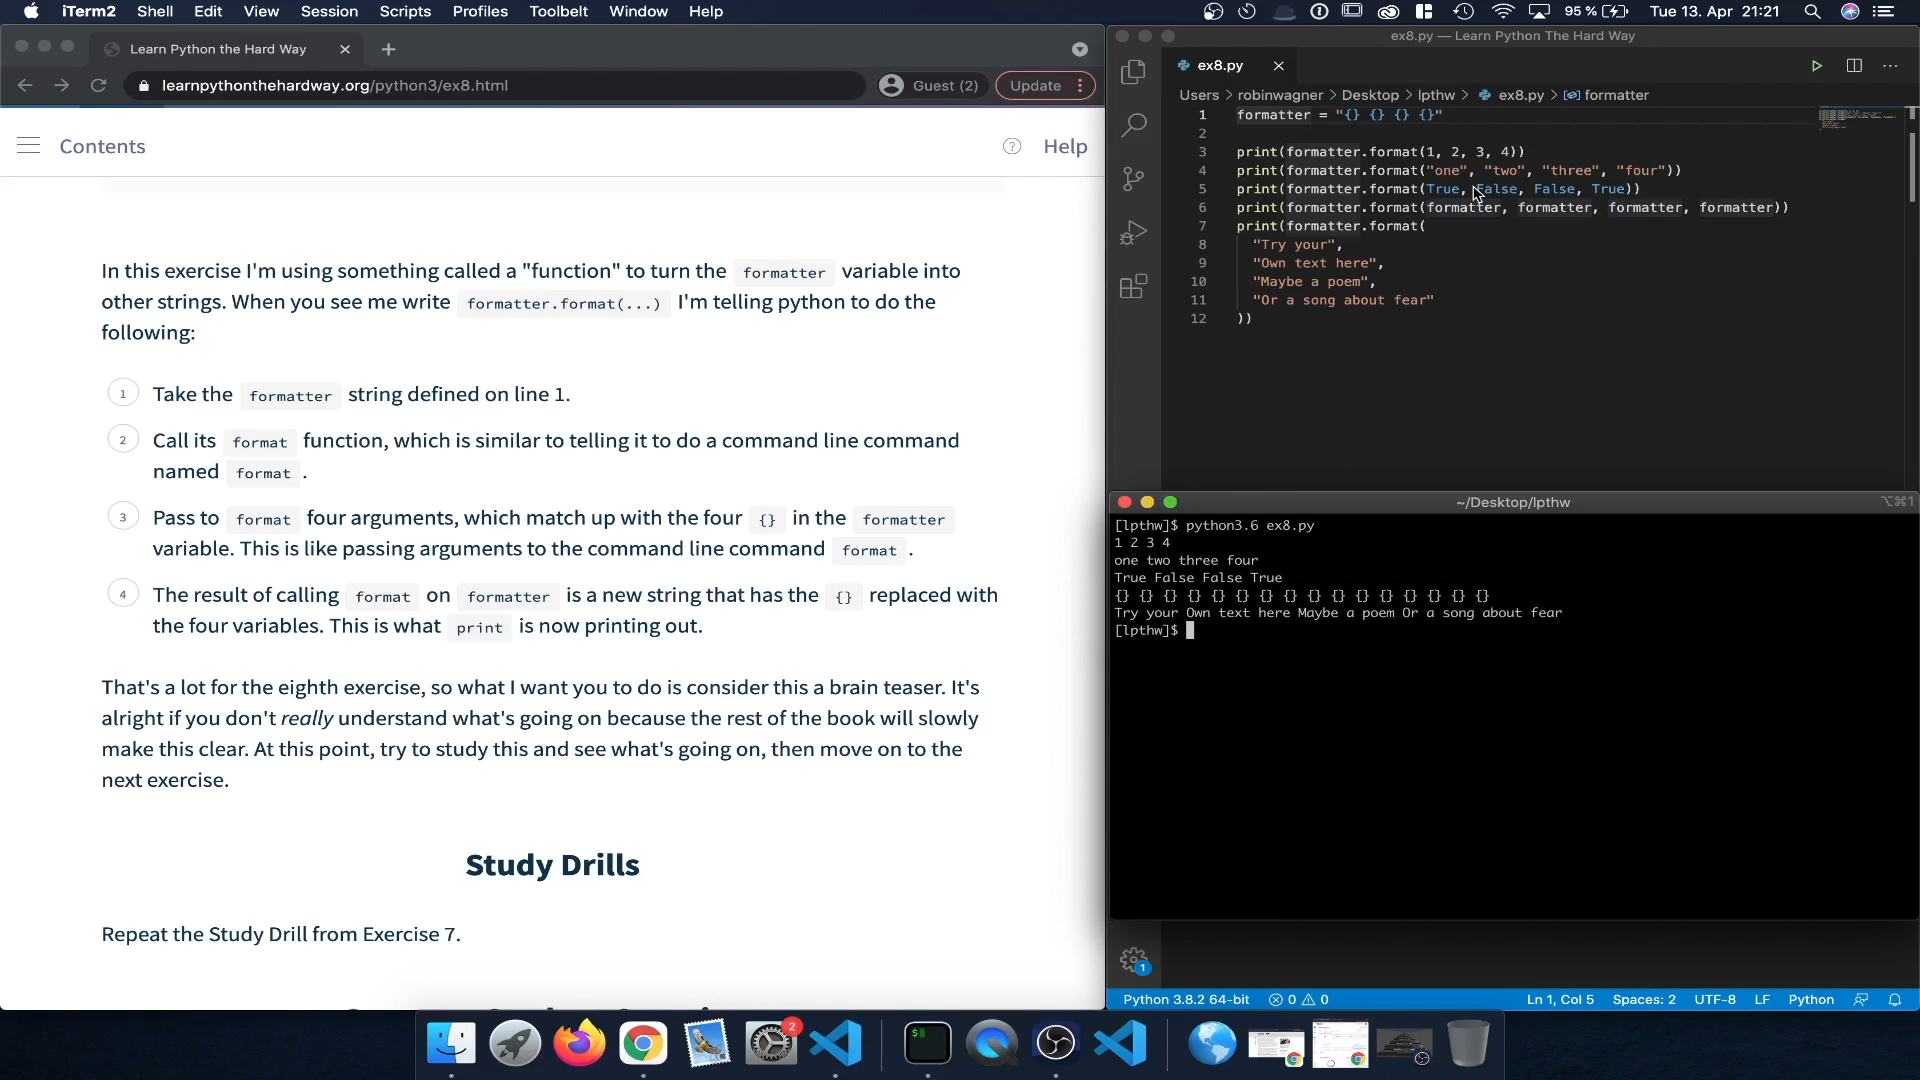 iTerm2 Shell Edit View Session Scripts Profiles Toolbelt Window Help 95 % Tue 13. Apr 21:21
Learn Python the Hard Way
learnpythonthehardway.org/python3/ex8.html Guest (2) Update
Contents Help
In this exercise I'm using something called a "function" to turn the formatter variable into
other strings. When you see me write formatter.format(...) I'm telling python to do the
following:
1 Take the formatter string defined on line 1.
2 Call its format function, which is similar to telling it to do a command line command
named format .
3 Pass to format four arguments, which match up with the four {} in the formatter
variable. This is like passing arguments to the command line command format .
4 The result of calling format on formatter is a new string that has the {} replaced with
the four variables. This is what print is now printing out.
That's a lot for the eighth exercise, so what I want you to do is consider this a brain teaser. It's
alright if you don't really understand what's going on because the rest of the book will slowly
make this clear. At this point, try to study this and see what's going on, then move on to the
next exercise.
Study Drills
Repeat the Study Drill from Exercise 7.
ex8.py — Learn Python The Hard Way
ex8.py
Users > robinwagner > Desktop > lpthw > ex8.py > formatter
1 formatter = "{} {} {} {}"
2
3 print(formatter.format(1, 2, 3, 4))
4 print(formatter.format("one", "two", "three", "four"))
5 print(formatter.format(True, False, False, True))
6 print(formatter.format(formatter, formatter, formatter, formatter))
7 print(formatter.format(
8 "Try your",
9 "Own text here",
10 "Maybe a poem",
11 "Or a song about fear"
12 ))
~/Desktop/lpthw ⌥⌘1
[lpthw]$ python3.6 ex8.py
1 2 3 4
one two three four
True False False True
{} {} {} {} {} {} {} {} {} {} {} {} {} {} {} {}
Try your Own text here Maybe a poem Or a song about fear
[lpthw]$
1
Python 3.8.2 64-bit 0 0 Ln 1, Col 5 Spaces: 2 UTF-8 LF Python
2